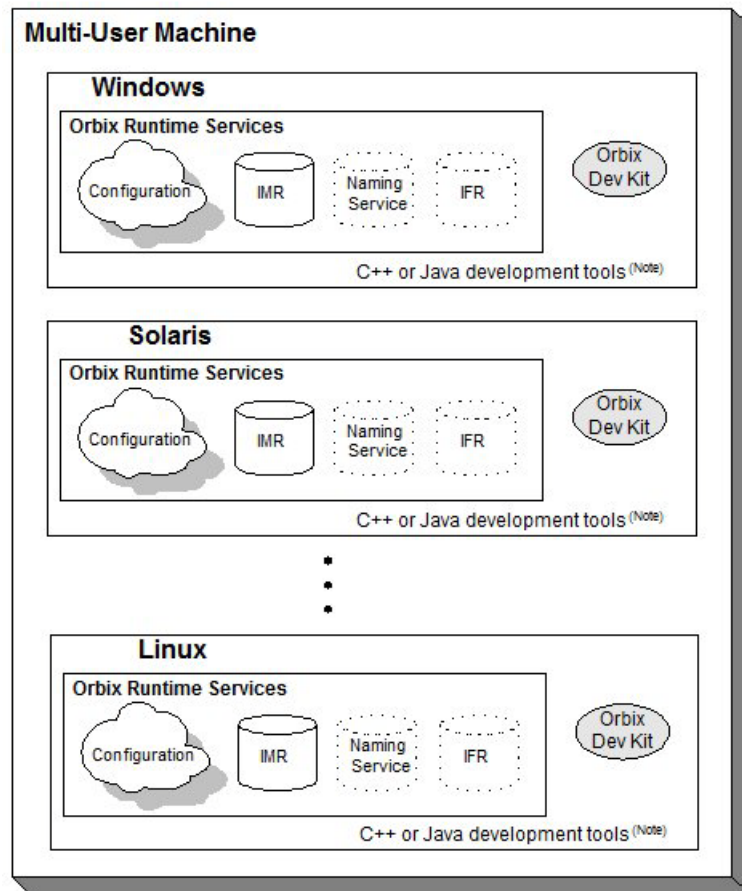 Multi-User Machine
Windows
Orbix Runtime Services
Configuration
IMR
Naming
Service
IFR
Orbix
Dev Kit
C++ or Java development tools (Note)
Solaris
Orbix Runtime Services
Configuration
IMR
Naming
Service
IFR
Orbix
Dev Kit
C++ or Java development tools (Note)
Linux
Orbix Runtime Services
Configuration
IMR
Naming
Service
IFR
Orbix
Dev Kit
C++ or Java development tools (Note)